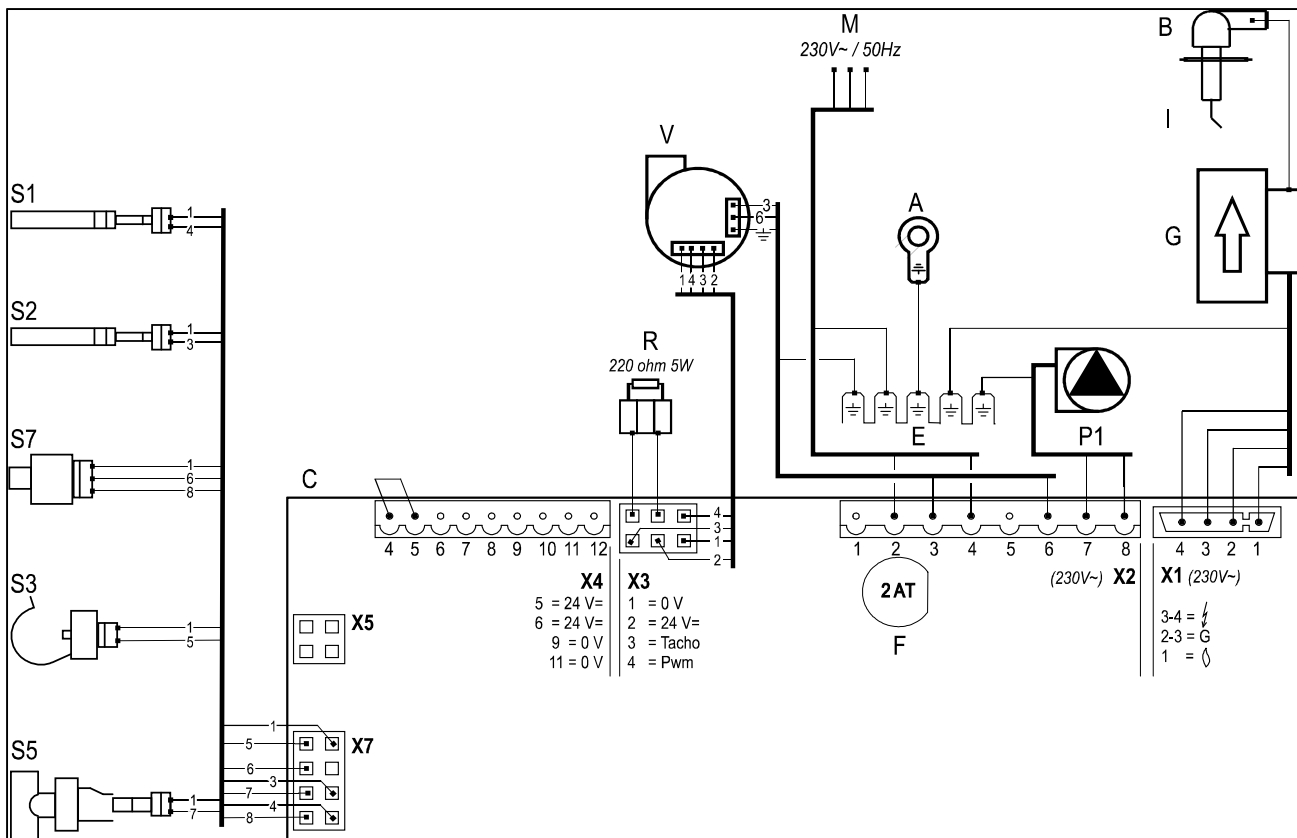 M
230V~ / 50Hz
B
I
V
3
6
1 4 3 2
A
G
S1
1
4
S2
1
3
R
220 ohm 5W
E
P1
S7
1
6
8
C
4
3
1
2
4 5 6 7 8 9 10 11 12
1 2 3 4 5 6 7 8
4 3 2 1
X4
5 = 24 V=
6 = 24 V=
9 = 0 V
11 = 0 V
X3
1 = 0 V
2 = 24 V=
3 = Tacho
4 = Pwm
2 AT
F
(230V~) X2
X1 (230V~)
3-4 =
2-3 = G
1 =
S3
1
5
X5
X7
1
5
6
3
7
4
8
S5
1
7